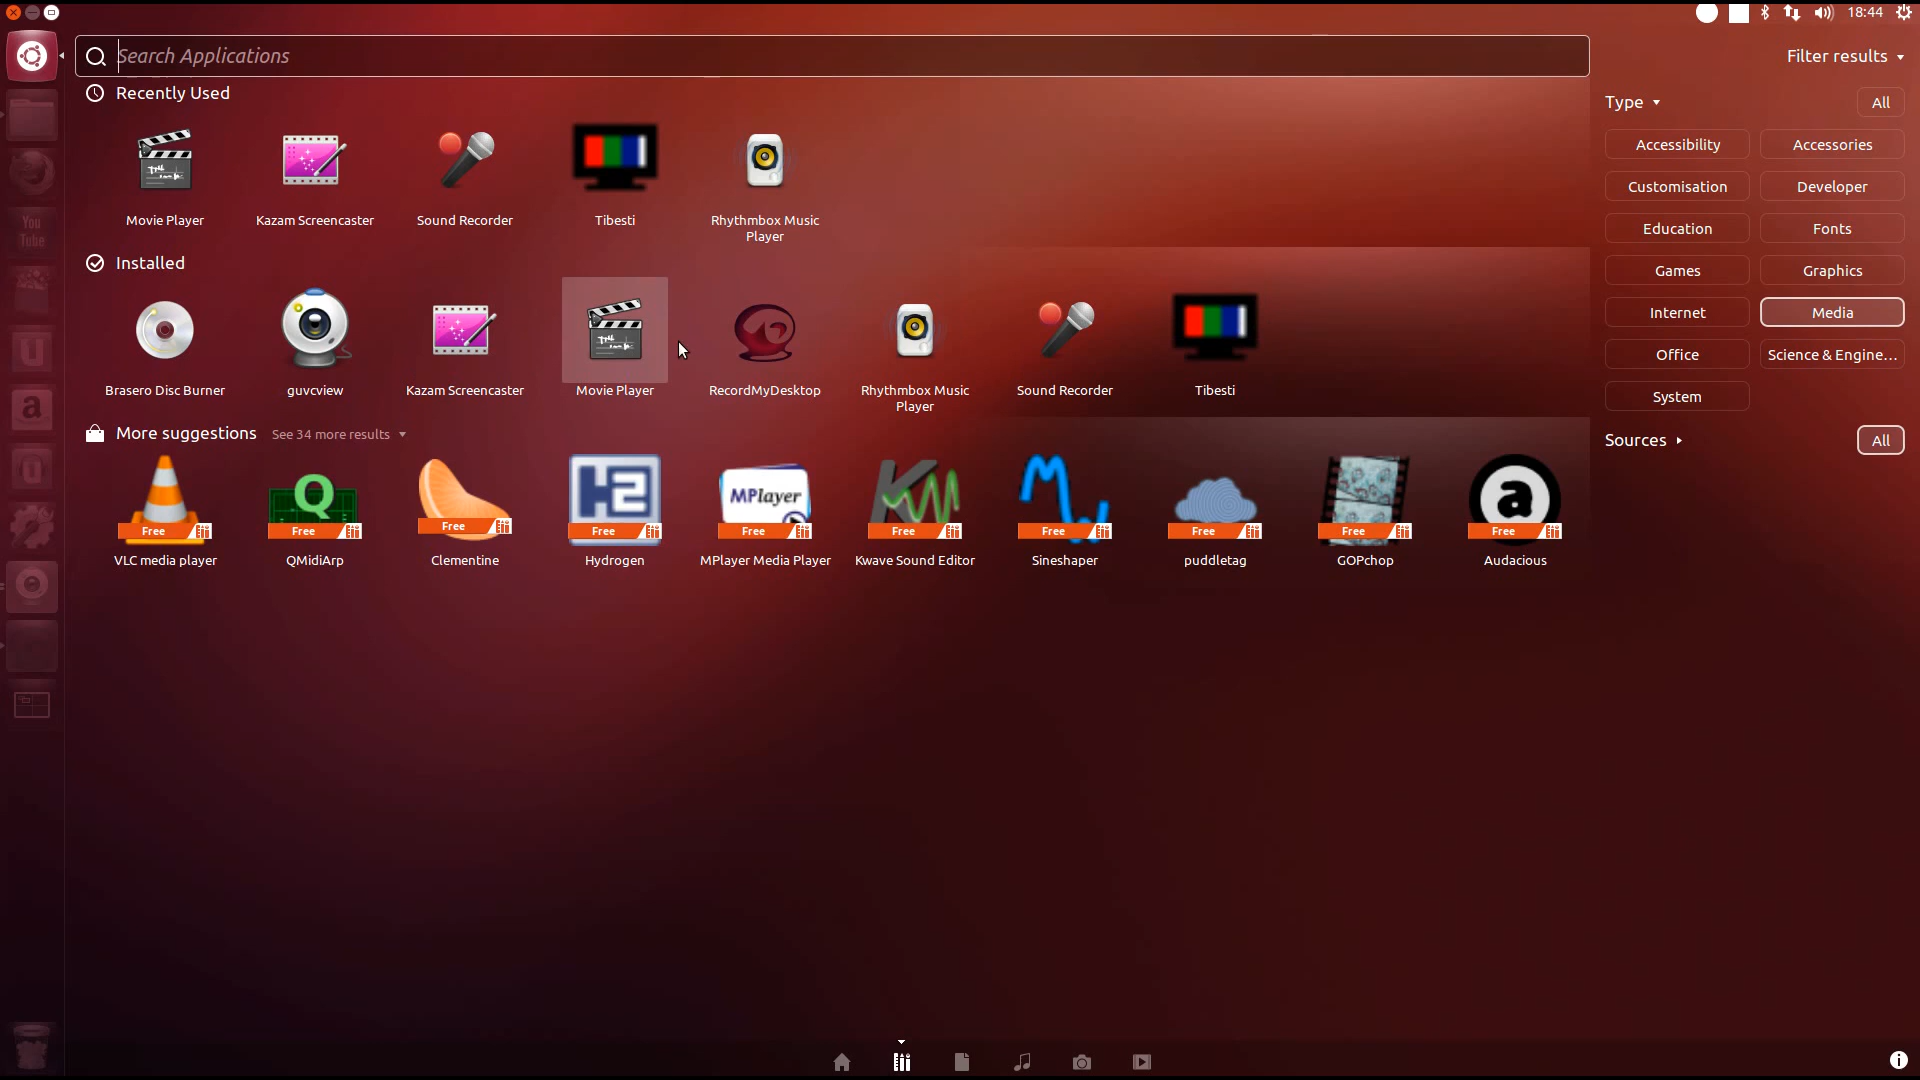 18:44
Search Applications
Filter results
Recently Used
Type
All
Movie Player
Kazam Screencaster
Sound Recorder
Tibesti
Rhythmbox Music
Player
Accessibility
Accessories
Customisation
Developer
Education
Fonts
Games
Graphics
Internet
Media
Office
Science & Engine...
System
Sources
All
Installed
Brasero Disc Burner
guvcview
Kazam Screencaster
Movie Player
RecordMyDesktop
Rhythmbox Music
Player
Sound Recorder
Tibesti
More suggestions
See 34 more results
Q
H2
MPlayer
a
Free
Free
Free
Free
Free
Free
Free
Free
Free
Free
VLC media player
QMidiArp
Clementine
Hydrogen
MPlayer Media Player
Kwave Sound Editor
Sineshaper
puddletag
GOPchop
Audacious
You
Tube
u
a